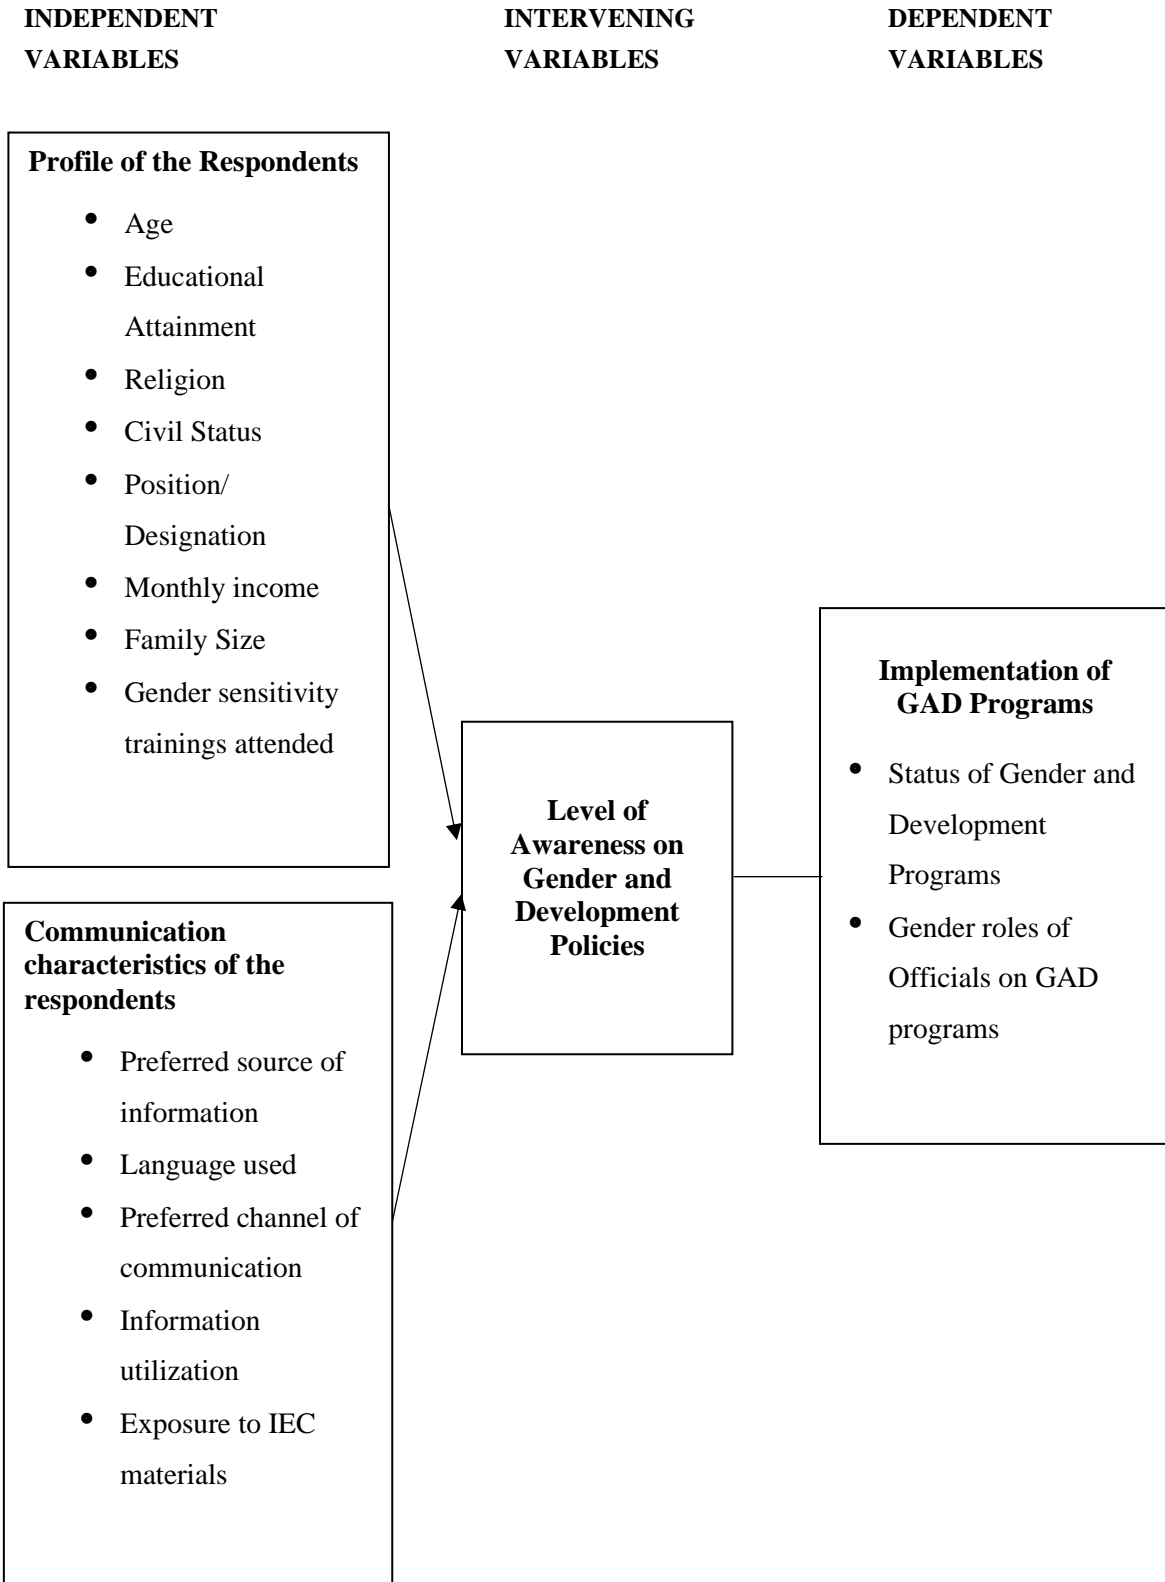 INDEPENDENT
VARIABLES
INTERVENING
VARIABLES
DEPENDENT
VARIABLES
Profile of the Respondents
• Age
• Educational
Attainment
• Religion
• Civil Status
• Position/
Designation
• Monthly income
• Family Size
• Gender sensitivity
trainings attended
Communication
characteristics of the
respondents
• Preferred source of
information
• Language used
• Preferred channel of
communication
• Information
utilization
• Exposure to IEC
materials
Level of
Awareness on
Gender and
Development
Policies
Implementation of
GAD Programs
• Status of Gender and
Development
Programs
• Gender roles of
Officials on GAD
programs